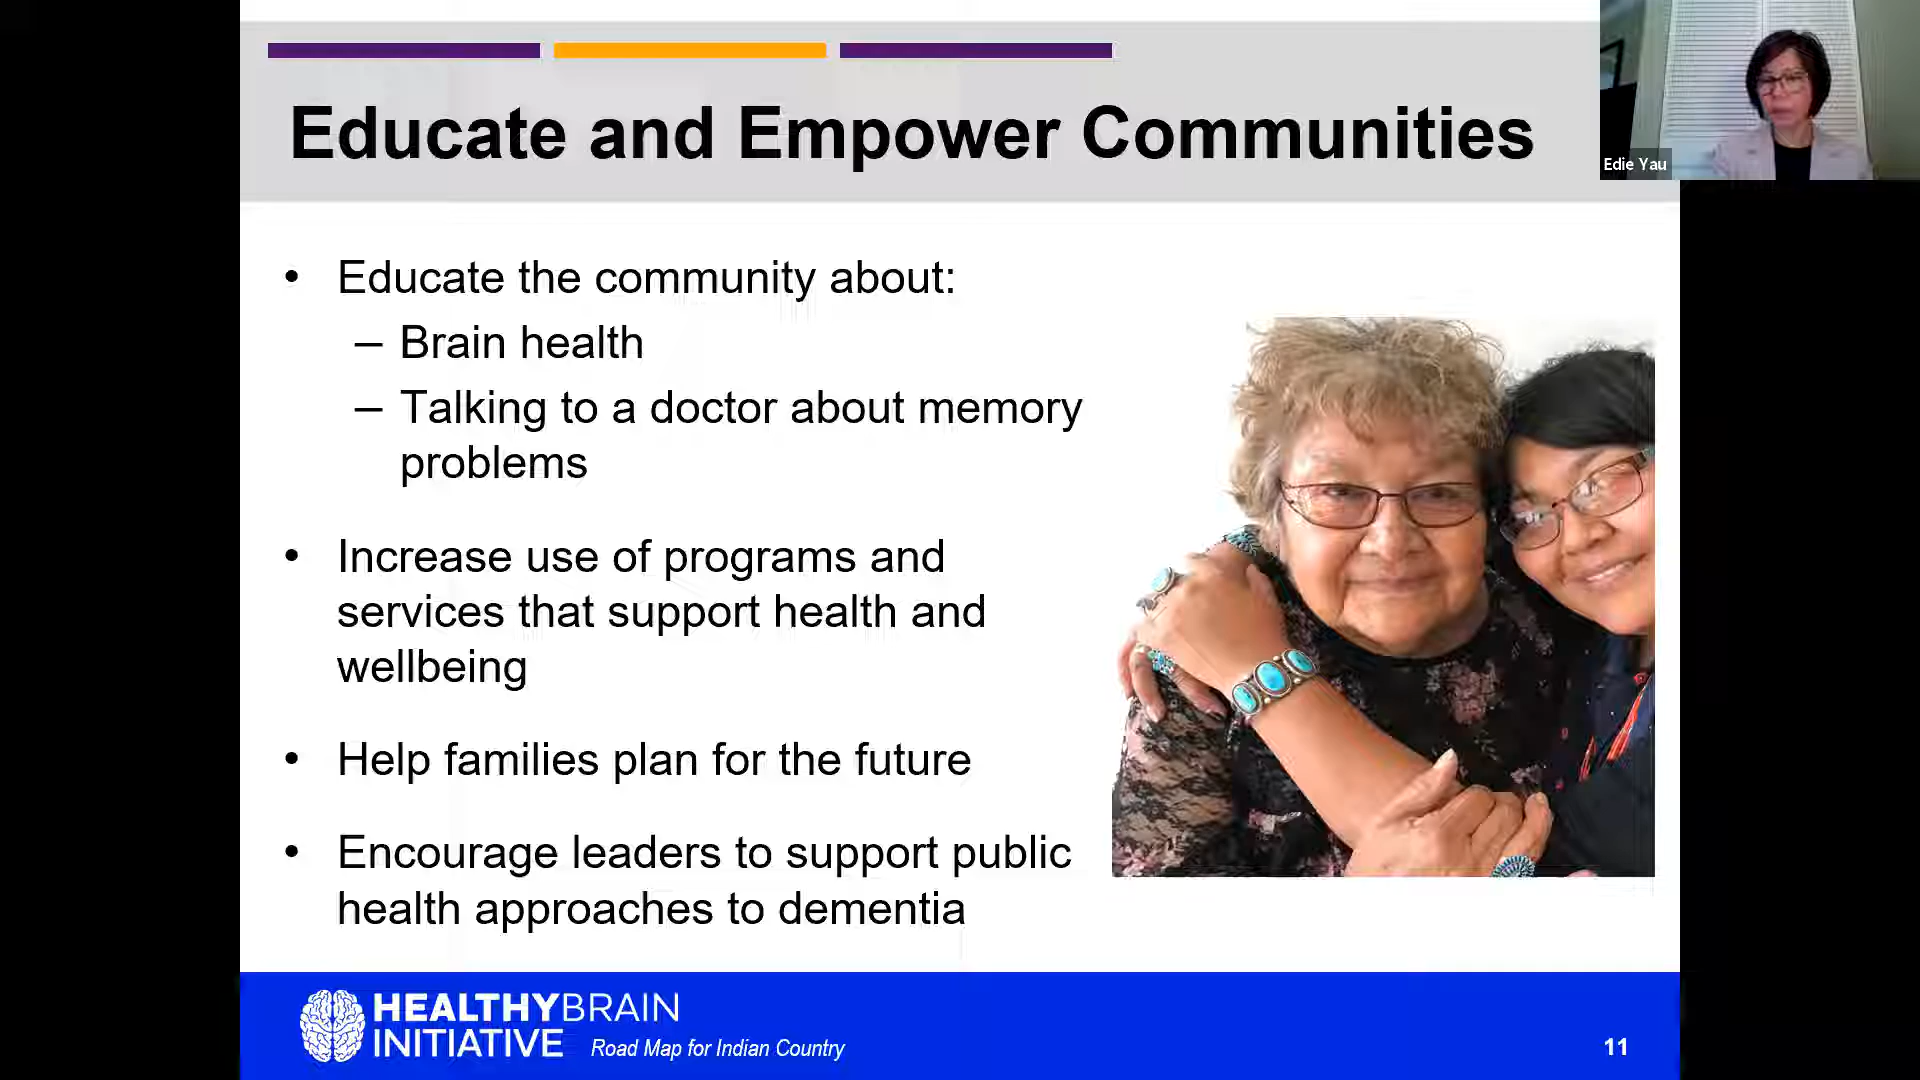 Educate and Empower Communities
Edie Yau
• Educate the community about:
– Brain health
– Talking to a doctor about memory
problems
• Increase use of programs and
services that support health and
wellbeing
• Help families plan for the future
• Encourage leaders to support public
health approaches to dementia
HEALTHYBRAIN
INITIATIVE Road Map for Indian Country
11